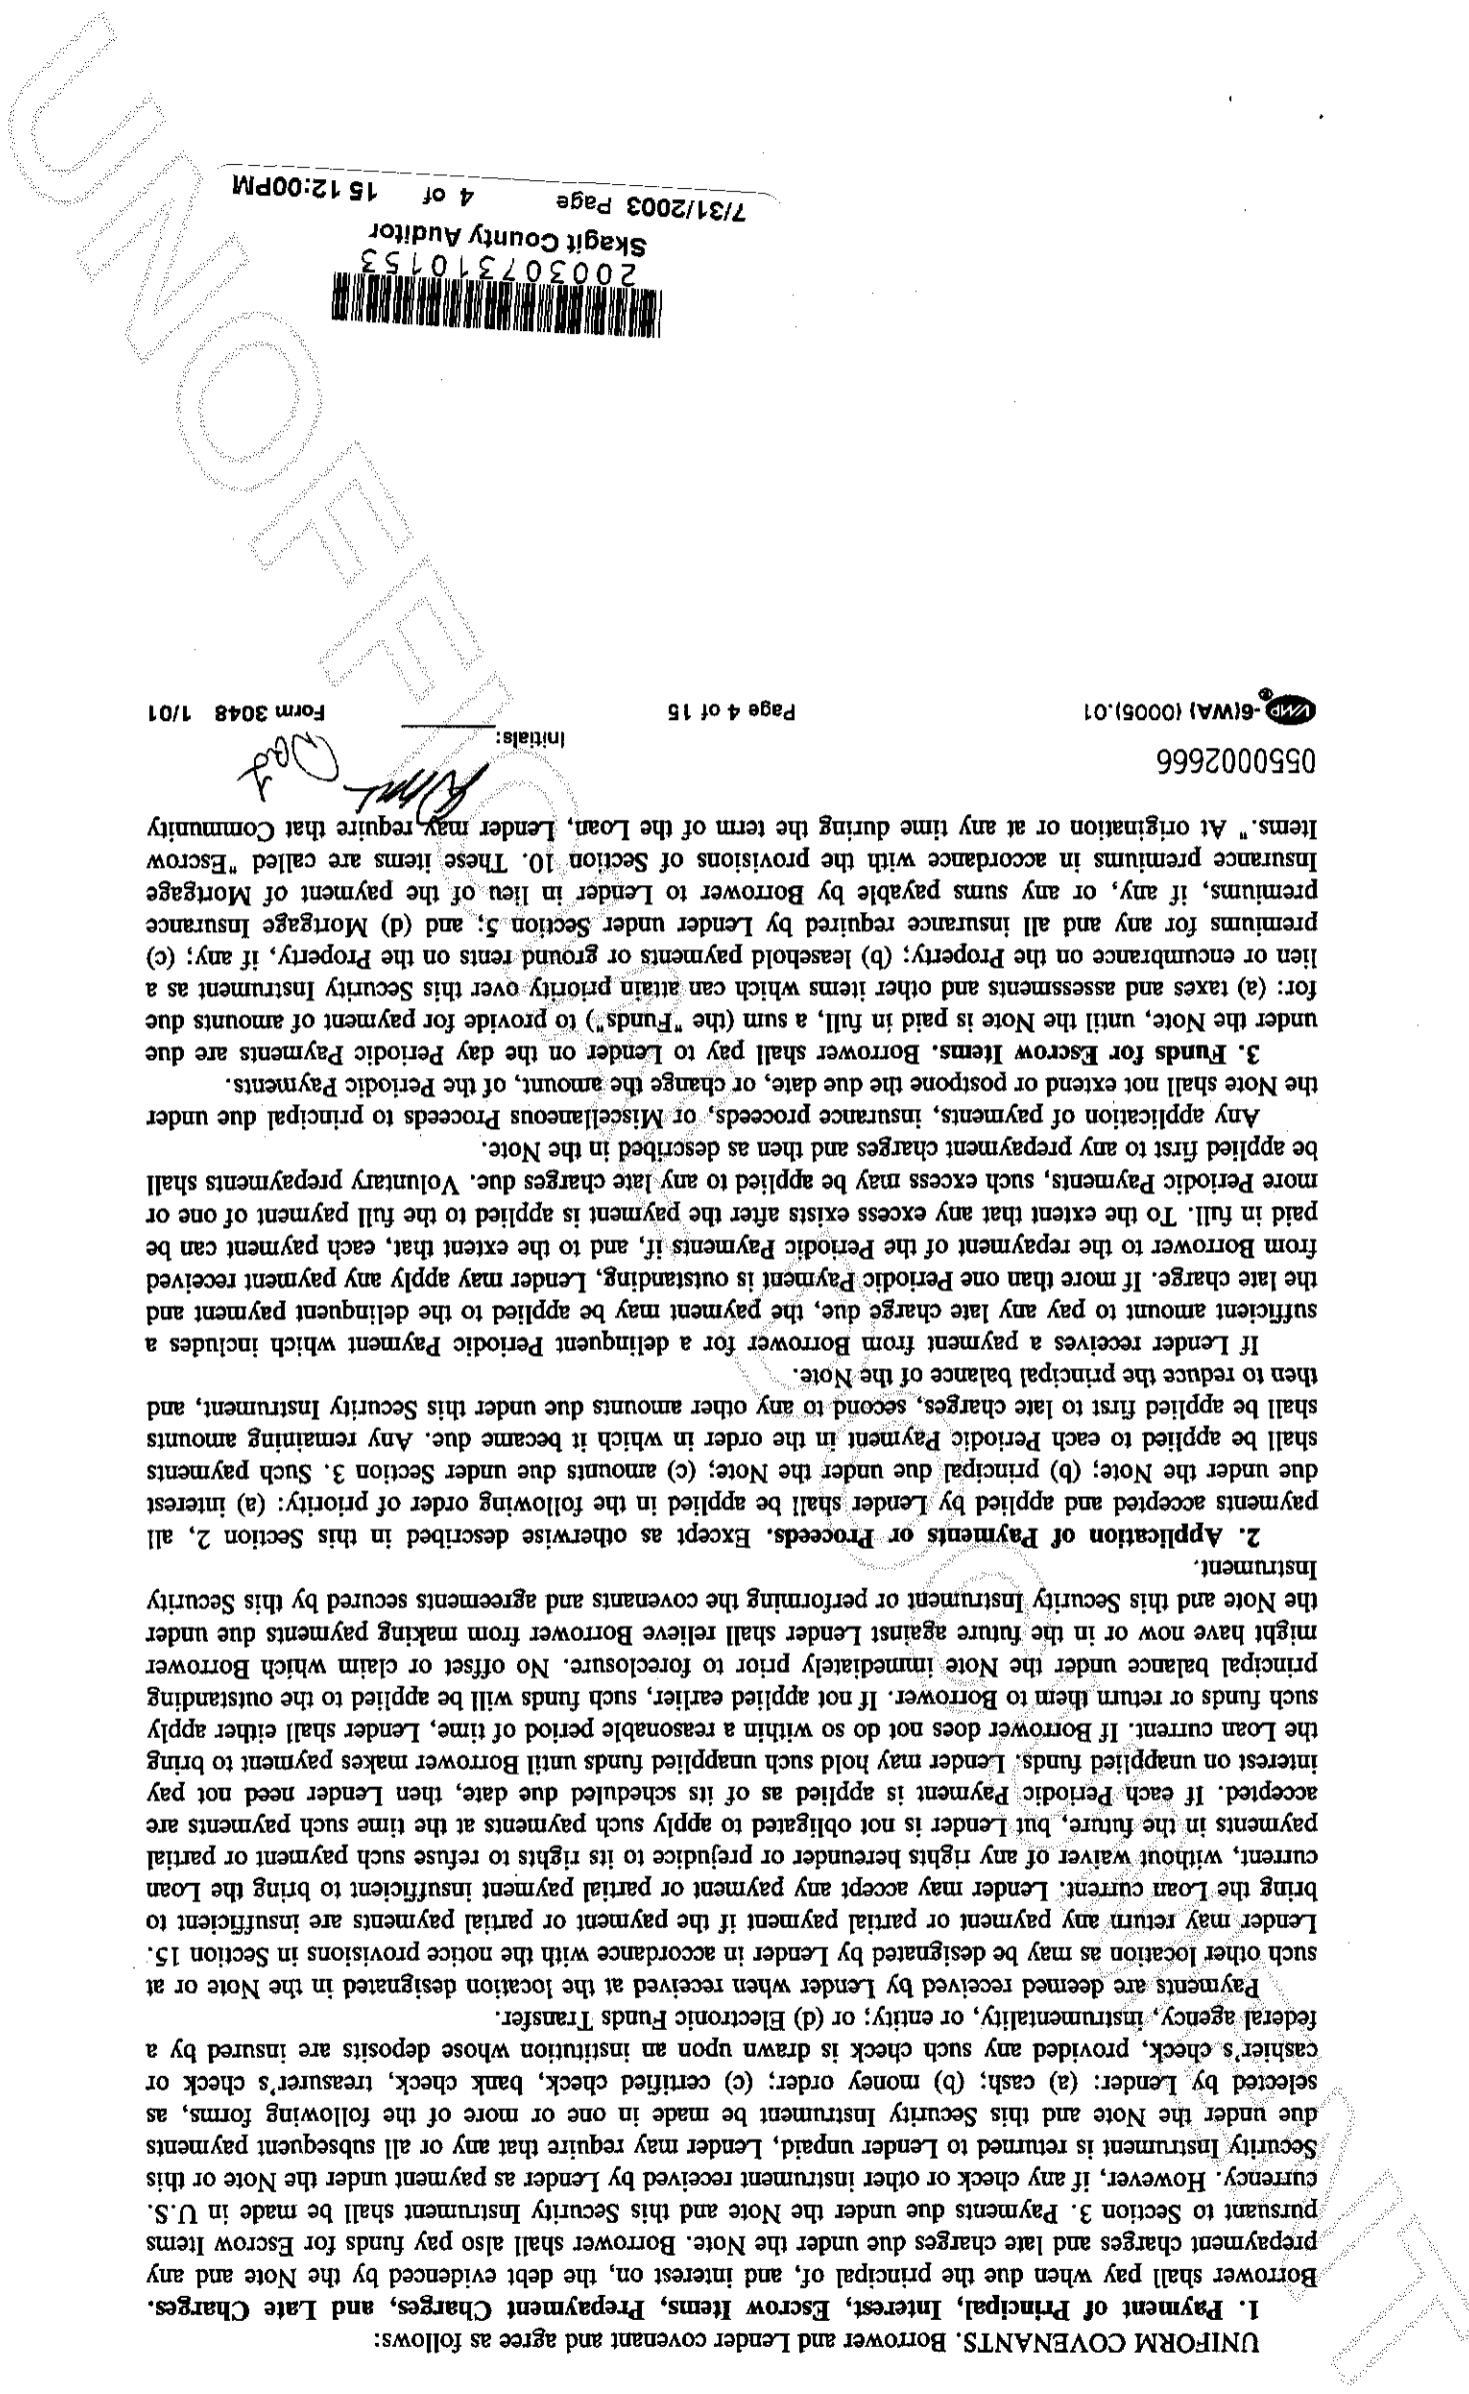 UNIFORM COVENANTS. Borrower and Lender covenant and agree as follows:
1. Payment of Principal, Interest, Escrow Items, Prepayment Charges, and Late Charges.
Borrower shall pay when due the principal of, and interest on, the debt evidenced by the Note and any
prepayment charges and late charges due under the Note. Borrower shall also pay funds for Escrow Items
pursuant to Section 3. Payments due under the Note and this Security Instrument shall be made in U.S.
currency. However, if any check or other instrument received by Lender as payment under the Note or this
Security Instrument is returned to Lender unpaid, Lender may require that any or all subsequent payments
due under the Note and this Security Instrument be made in one or more of the following forms, as
selected by Lender: (a) cash; (b) money order; (c) certified check, bank check, treasurer's check or
cashier's check, provided any such check is drawn upon an institution whose deposits are insured by a
federal agency, instrumentality, or entity; or (d) Electronic Funds Transfer.
Payments are deemed received by Lender when received at the location designated in the Note or at
such other location as may be designated by Lender in accordance with the notice provisions in Section 15.
Lender may return any payment or partial payment if the payment or partial payments are insufficient to
bring the Loan current. Lender may accept any payment or partial payment insufficient to bring the Loan
current, without waiver of any rights hereunder or prejudice to its rights to refuse such payment or partial
payments in the future, but Lender is not obligated to apply such payments at the time such payments are
accepted. If each Periodic Payment is applied as of its scheduled due date, then Lender need not pay
interest on unapplied funds. Lender may hold such unapplied funds until Borrower makes payment to bring
the Loan current. If Borrower does not do so within a reasonable period of time, Lender shall either apply
such funds or return them to Borrower. If not applied earlier, such funds will be applied to the outstanding
principal balance under the Note immediately prior to foreclosure. No offset or claim which Borrower
might have now or in the future against Lender shall relieve Borrower from making payments due under
the Note and this Security Instrument or performing the covenants and agreements secured by this Security
Instrument.
2. Application of Payments or Proceeds. Except as otherwise described in this Section 2, all
payments accepted and applied by Lender shall be applied in the following order of priority: (a) interest
due under the Note; (b) principal due under the Note; (c) amounts due under Section 3. Such payments
shall be applied to each Periodic Payment in the order in which it became due. Any remaining amounts
shall be applied first to late charges, second to any other amounts due under this Security Instrument, and
then to reduce the principal balance of the Note.
If Lender receives a payment from Borrower for a delinquent Periodic Payment which includes a
sufficient amount to pay any late charge due, the payment may be applied to the delinquent payment and
the late charge. If more than one Periodic Payment is outstanding, Lender may apply any payment received
from Borrower to the repayment of the Periodic Payments if, and to the extent that, each payment can be
paid in full. To the extent that any excess exists after the payment is applied to the full payment of one or
more Periodic Payments, such excess may be applied to any late charges due. Voluntary prepayments shall
be applied first to any prepayment charges and then as described in the Note.
Any application of payments, insurance proceeds, or Miscellaneous Proceeds to principal due under
the Note shall not extend or postpone the due date, or change the amount, of the Periodic Payments.
3. Funds for Escrow Items. Borrower shall pay to Lender on the day Periodic Payments are due
under the Note, until the Note is paid in full, a sum (the "Funds") to provide for payment of amounts due
for: (a) taxes and assessments and other items which can attain priority over this Security Instrument as a
lien or encumbrance on the Property; (b) leasehold payments or ground rents on the Property, if any; (c)
premiums for any and all insurance required by Lender under Section 5; and (d) Mortgage Insurance
premiums, if any, or any sums payable by Borrower to Lender in lieu of the payment of Mortgage
Insurance premiums in accordance with the provisions of Section 10. These items are called "Escrow
Items." At origination or at any time during the term of the Loan, Lender may require that Community
0550002666
Initials:
VMP®-6(WA) (0005).01 Page 4 of 15 Form 3048 1/01
200307310153
Skagit County Auditor
7/31/2003 Page 4 of 15 12:00PM
UNOFFICIAL DOCUMENT